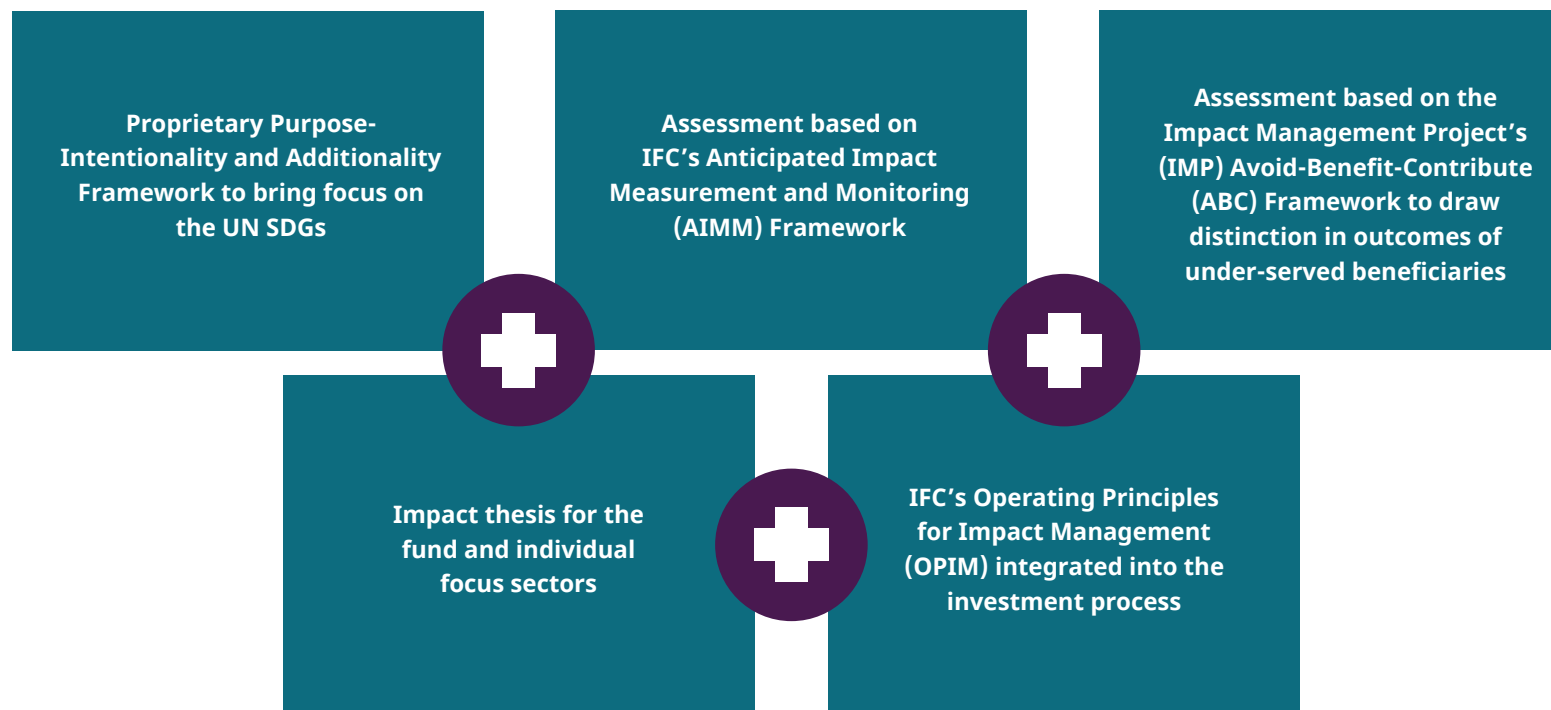 Proprietary Purpose-
Intentionality and Additionality
Framework to bring focus on
the UN SDGs
Assessment based on
IFC’s Anticipated Impact
Measurement and Monitoring
(AIMM) Framework
Assessment based on the
Impact Management Project’s
(IMP) Avoid-Benefit-Contribute
(ABC) Framework to draw
distinction in outcomes of
under-served beneficiaries
Impact thesis for the
fund and individual
focus sectors
IFC’s Operating Principles
for Impact Management
(OPIM) integrated into the
investment process